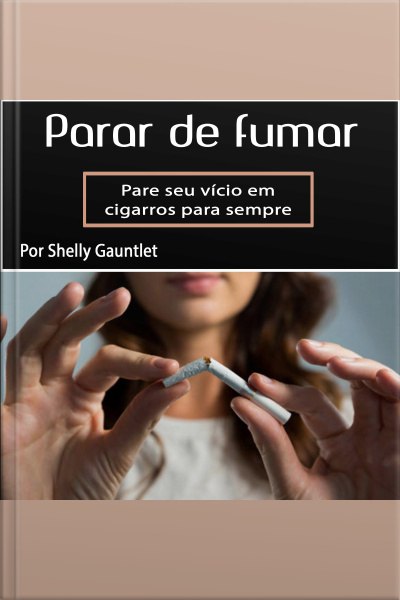 Parar de fumar
Pare seu vício em
cigarros para sempre
Por Shelly Gauntlet